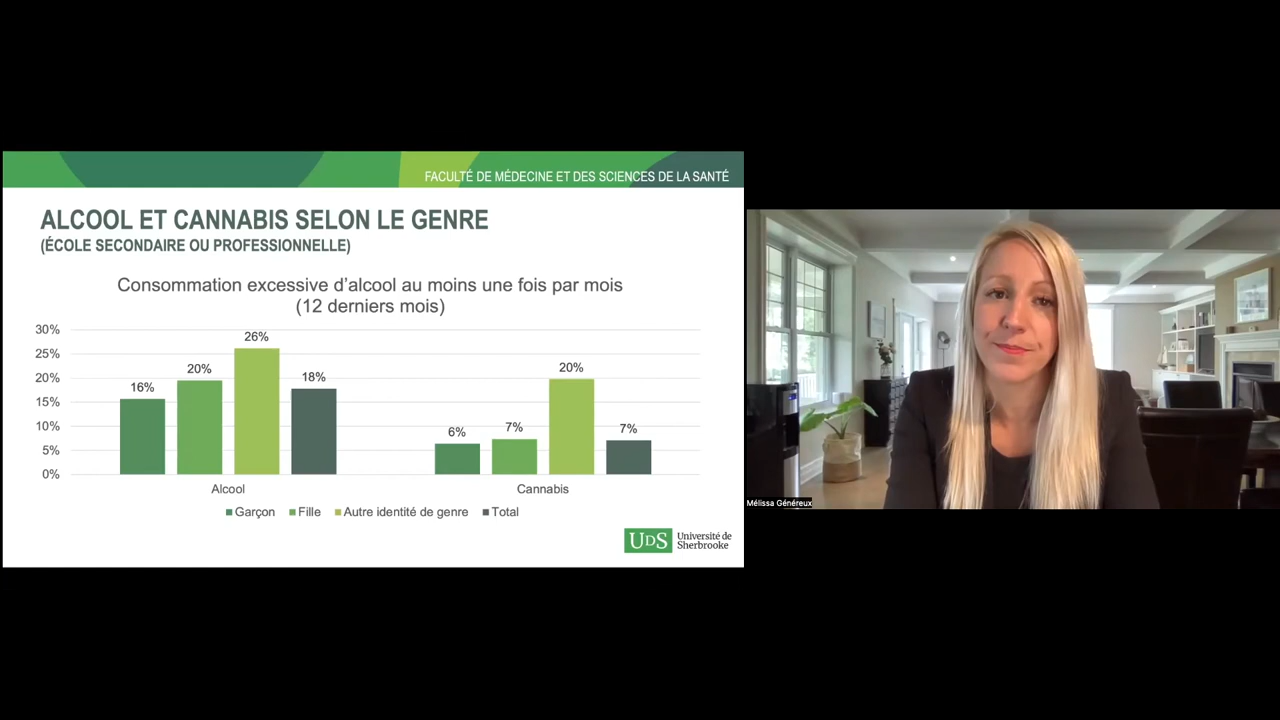 FACULTÉ DE MÉDECINE ET DES SCIENCES DE LA SANTÉ
ALCOOL ET CANNABIS SELON LE GENRE
(ÉCOLE SECONDAIRE OU PROFESSIONNELLE)
Consommation excessive d’alcool au moins une fois par mois
(12 derniers mois)
30%
25%
20%
15%
10%
5%
0%
16%
20%
26%
18%
6%
7%
20%
7%
Alcool
Cannabis
Garçon Fille Autre identité de genre Total
UDS Université de
Sherbrooke
Mélissa Généreux